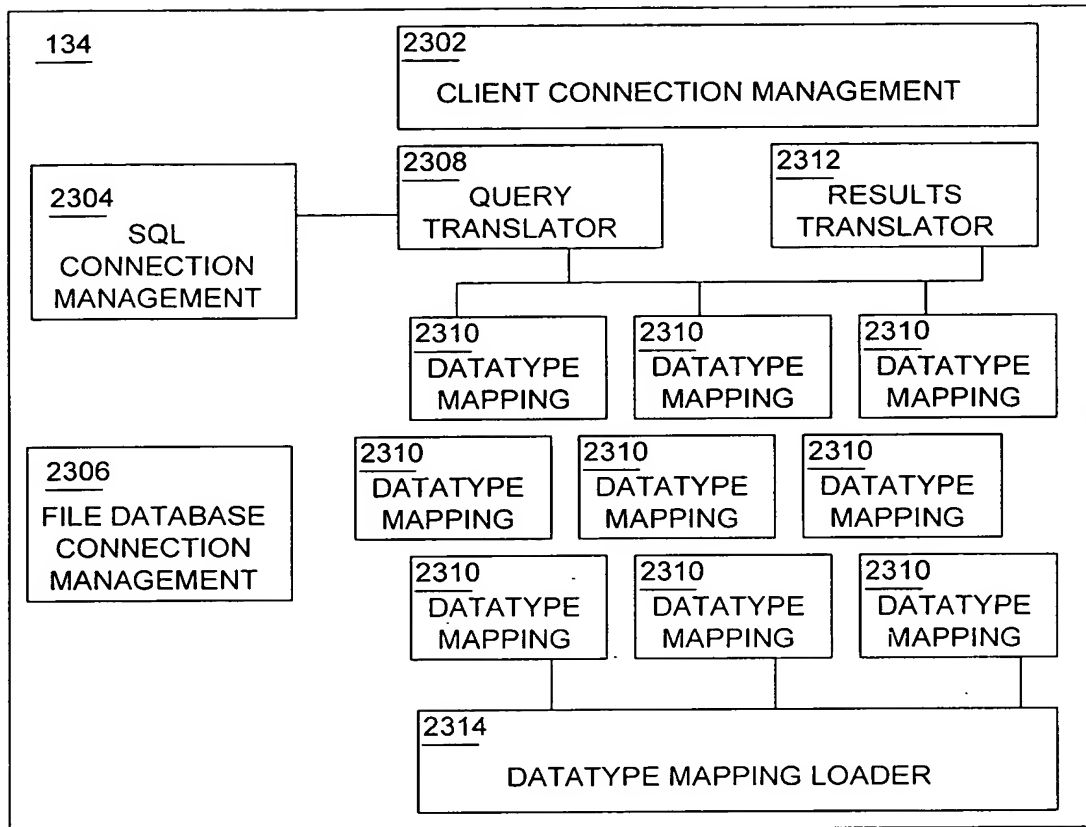 134
2302
CLIENT CONNECTION MANAGEMENT
2304
SQL
CONNECTION
MANAGEMENT
2308
QUERY
TRANSLATOR
2312
RESULTS
TRANSLATOR
2310
DATATYPE
MAPPING
2310
DATATYPE
MAPPING
2310
DATATYPE
MAPPING
2306
FILE DATABASE
CONNECTION
MANAGEMENT
2310
DATATYPE
MAPPING
2310
DATATYPE
MAPPING
2310
DATATYPE
MAPPING
2310
DATATYPE
MAPPING
2310
DATATYPE
MAPPING
2310
DATATYPE
MAPPING
2314
DATATYPE MAPPING LOADER